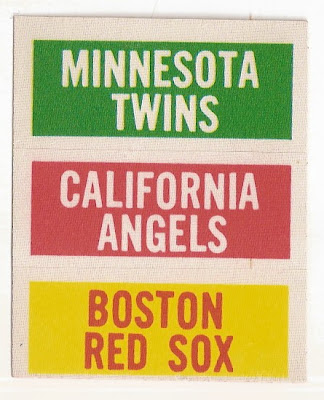 MINNESOTA
TWINS
CALIFORNIA
ANGELS
BOSTON
RED SOX